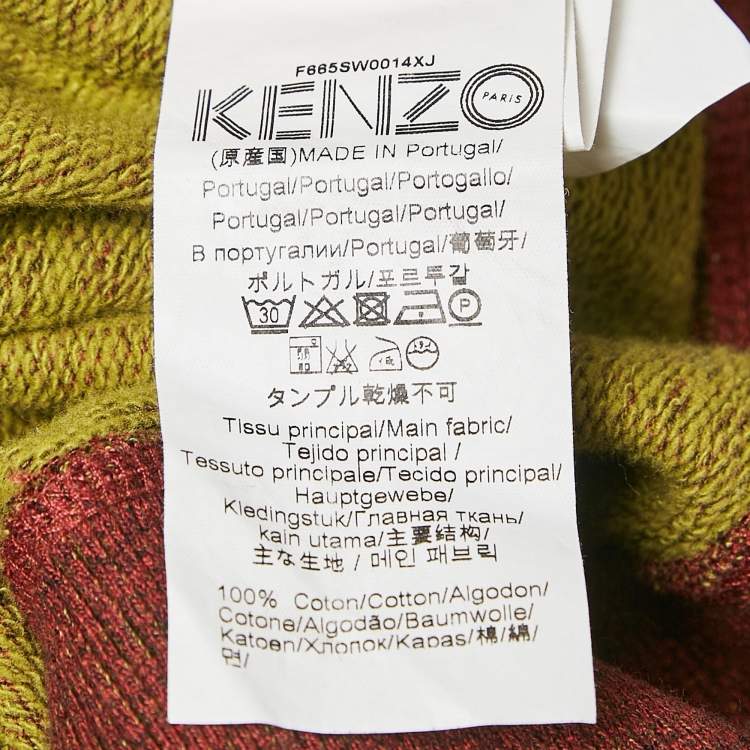 F665SW0014XJ
KENZO PARIS
(原産国)MADE IN Portugal/
Portugal/Portugal/Portogallo/
Portugal/Portugal/Portugal/
В португалии/Portugal/葡萄牙/
ポルトガル/포르투갈
30 P
タンブル乾燥不可
Tissu principal/Main fabric/
Tejido principal /
Tessuto principale/Tecido principal/
Hauptgewebe/
Kledingstuk/Главная ткань/
kain utama/主要結构/
主な生地 / 메인 패브릭
100% Coton/Cotton/Algodon/
Cotone/Algodão/Baumwolle/
Katoen/Хлопок/Kapas/棉/綿/
면/